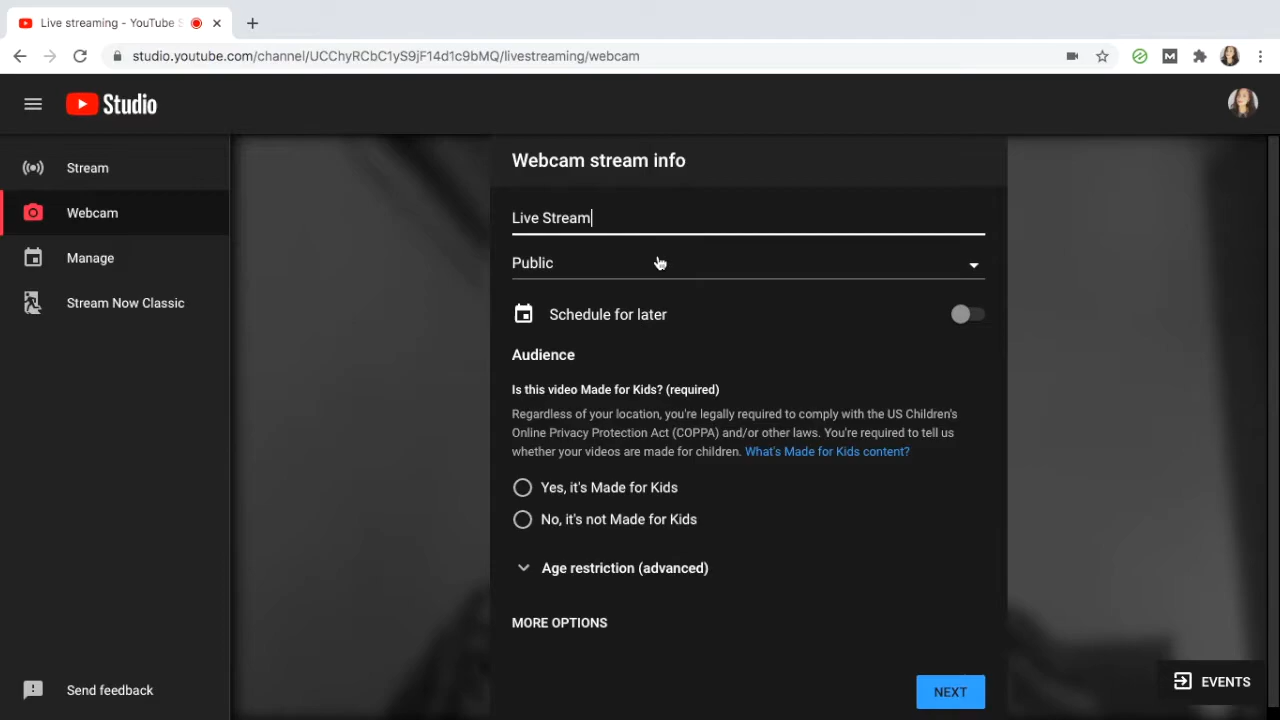 Live streaming - YouTube S
studio.youtube.com/channel/UCChyRCbC1yS9jF14d1c9bMQ/livestreaming/webcam
Studio
Stream
Webcam
Manage
Stream Now Classic
Send feedback
Webcam stream info
Live Stream
Public
Schedule for later
Audience
Is this video Made for Kids? (required)
Regardless of your location, you're legally required to comply with the US Children's
Online Privacy Protection Act (COPPA) and/or other laws. You're required to tell us
whether your videos are made for children. What's Made for Kids content?
Yes, it's Made for Kids
No, it's not Made for Kids
Age restriction (advanced)
MORE OPTIONS
NEXT
EVENTS